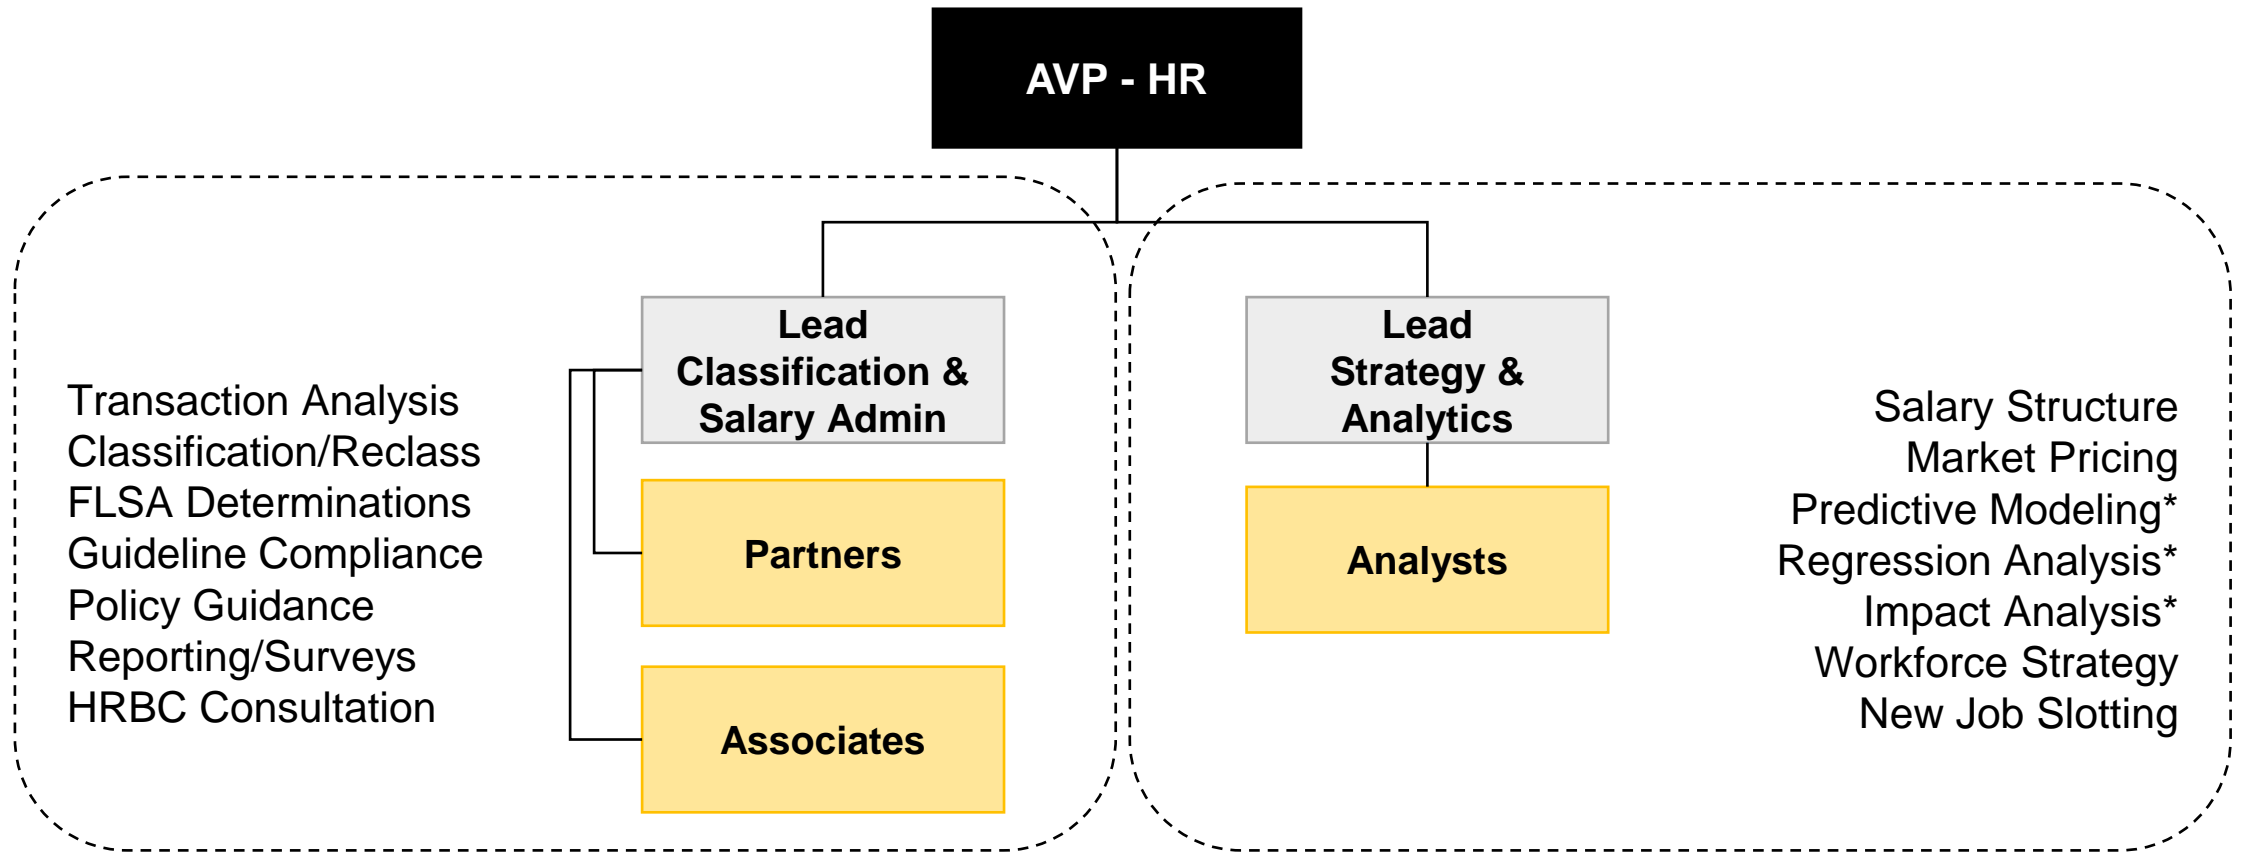 AVP - HR
Transaction Analysis
Classification/Reclass
FLSA Determinations
Guideline Compliance
Policy Guidance
Reporting/Surveys
HRBC Consultation
Lead
Classification &
Salary Admin
Partners
Associates
Lead
Strategy &
Analytics
Analysts
Salary Structure
Market Pricing
Predictive Modeling*
Regression Analysis*
Impact Analysis*
Workforce Strategy
New Job Slotting